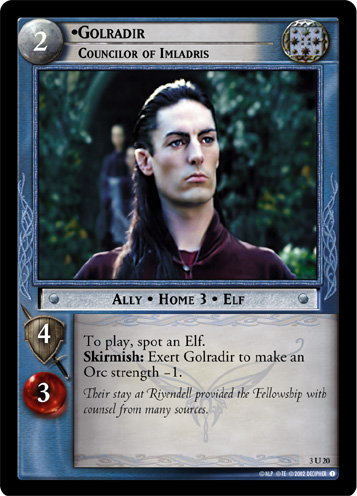 2
•Golradir
Councilor of Imladris
Ally • Home 3 • Elf
4
3
To play, spot an Elf.
Skirmish: Exert Golradir to make an
Orc strength –1.
Their stay at Rivendell provided the Fellowship with
counsel from many sources.
3 U 20
©NLP ©TE ©2002 DECIPHER